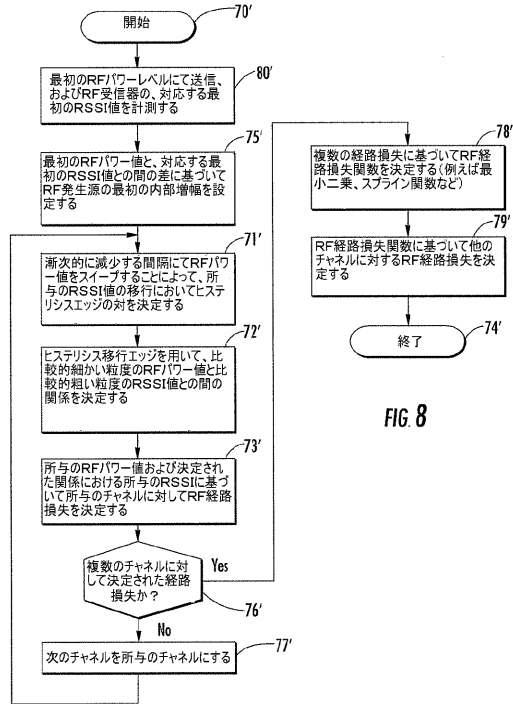 開始
70'
最初のRFパワーレベルにて送信、
およびRF受信器の、対応する最
初のRSSI値を計測する
80'
最初のRFパワー値と、対応する最
初のRSSI値との間の差に基づいて
RF発生源の最初の内部増幅を設
定する
75'
漸次的に減少する間隔にてRFパワ
ー値をスイープすることによって、所
与のRSSI値の移行においてヒステ
リシスエッジの対を決定する
71'
ヒステリシス移行エッジを用いて、比
較的細かい粒度のRFパワー値と比
較的粗い粒度のRSSI値との間の
関係を決定する
72'
所与のRFパワー値および決定され
た関係における所与のRSSIに基づ
いて所与のチャネルに対してRF経路
損失を決定する
73'
複数のチャネルに対
して決定された経路
損失か？
Yes
76'
No
次のチャネルを所与のチャネルにする
77'
複数の経路損失に基づいてRF経
路損失関数を決定する(例えば最
小二乗、スプライン関数など)
78'
RF経路損失関数に基づいて他の
チャネルに対するRF経路損失を決
定する
79'
終了
74'
FIG. 8